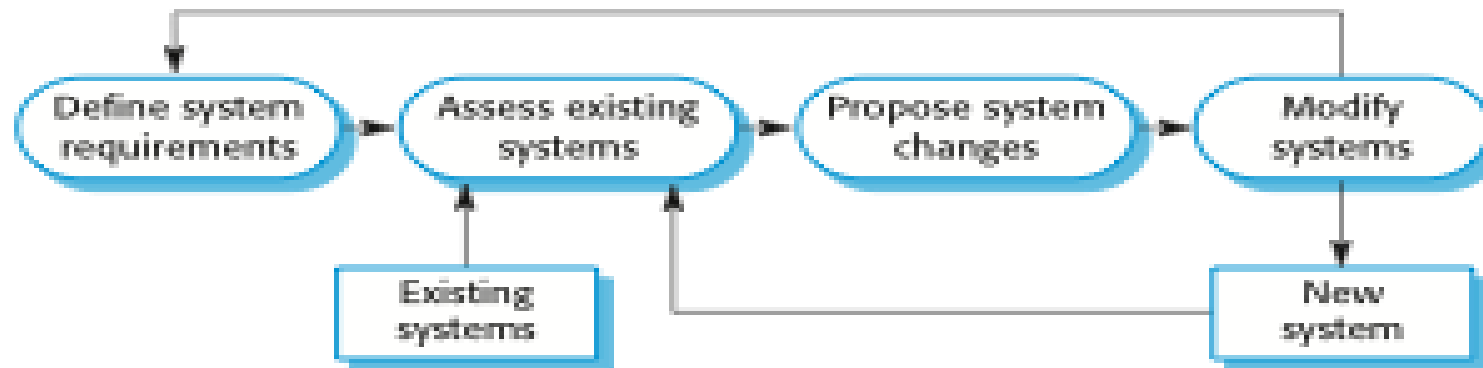 Define system
requirements
Assess existing
systems
Propose system
changes
Modify
systems
Existing
systems
New
system